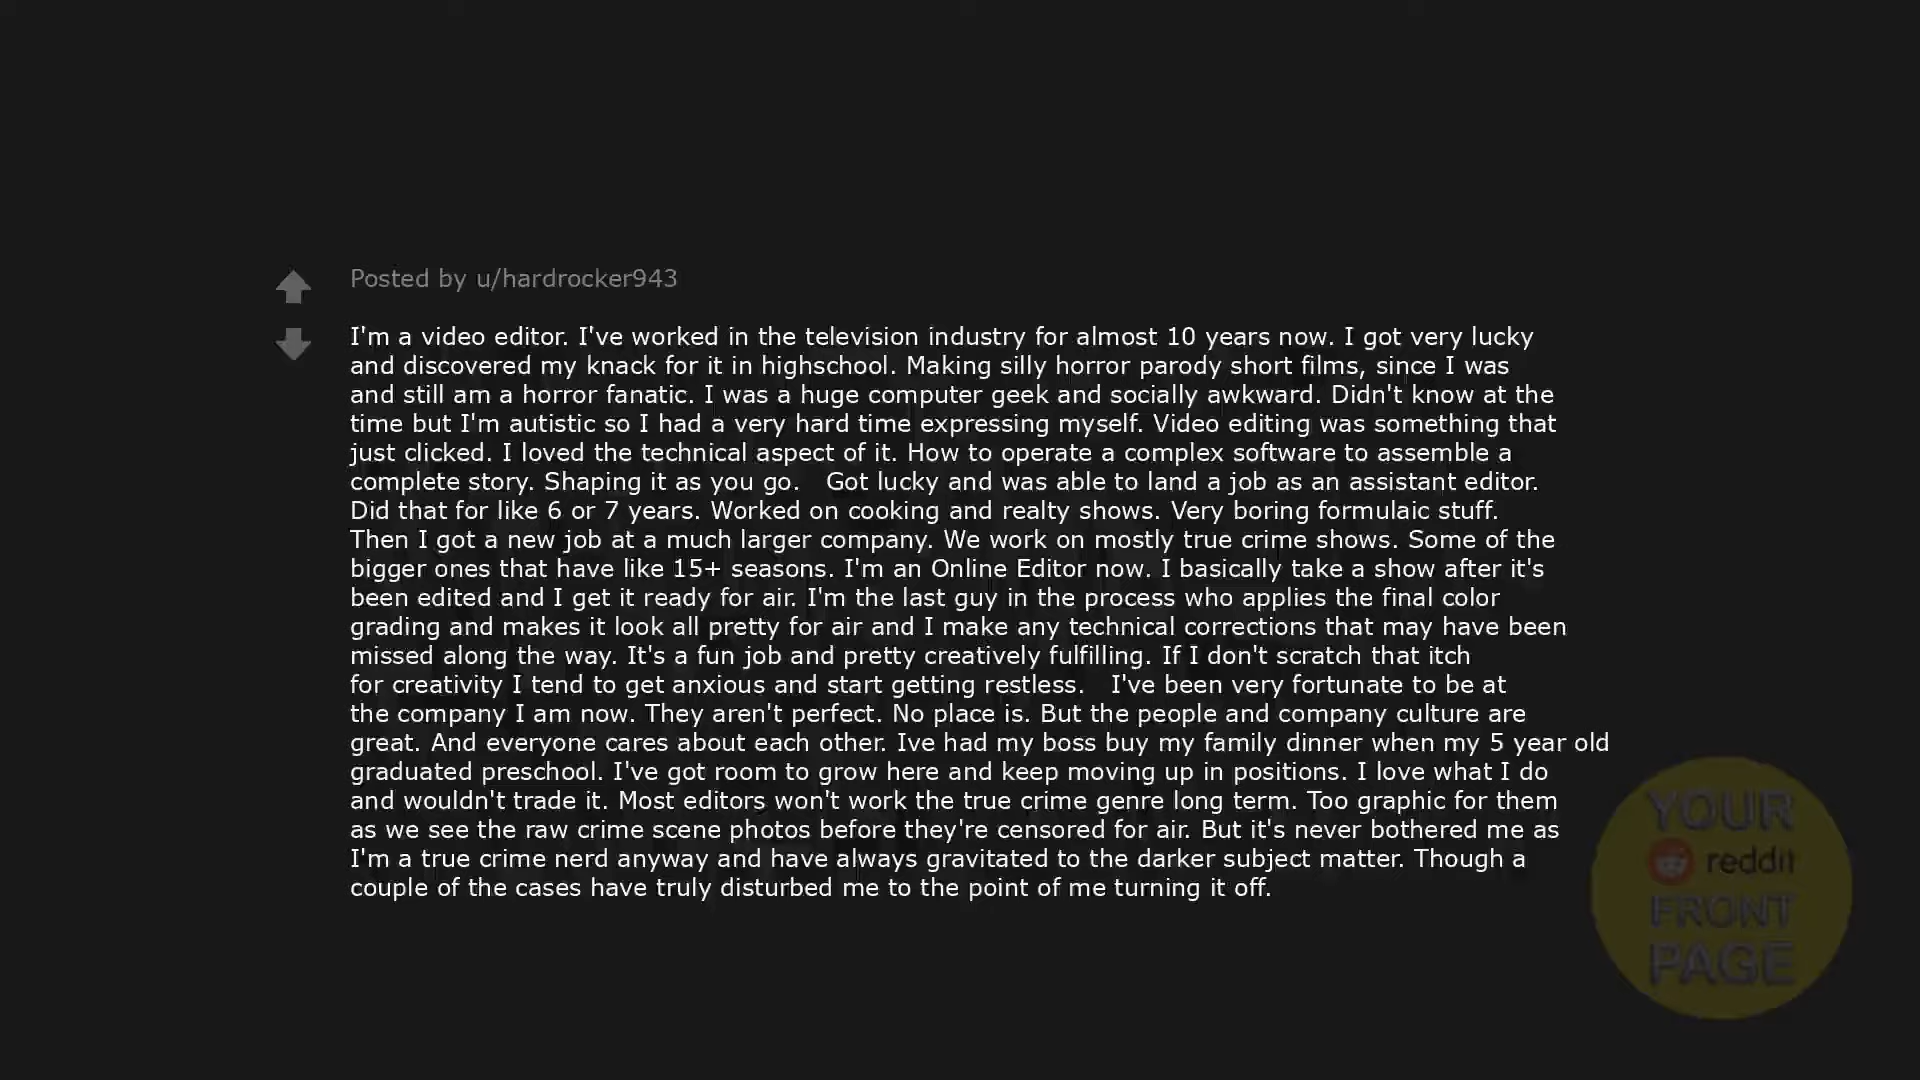 Posted by u/hardrocker943
I'm a video editor. I've worked in the television industry for almost 10 years now. I got very lucky
and discovered my knack for it in highschool. Making silly horror parody short films, since I was
and still am a horror fanatic. I was a huge computer geek and socially awkward. Didn't know at the
time but I'm autistic so I had a very hard time expressing myself. Video editing was something that
just clicked. I loved the technical aspect of it. How to operate a complex software to assemble a
complete story. Shaping it as you go.   Got lucky and was able to land a job as an assistant editor.
Did that for like 6 or 7 years. Worked on cooking and realty shows. Very boring formulaic stuff.
Then I got a new job at a much larger company. We work on mostly true crime shows. Some of the
bigger ones that have like 15+ seasons. I'm an Online Editor now. I basically take a show after it's
been edited and I get it ready for air. I'm the last guy in the process who applies the final color
grading and makes it look all pretty for air and I make any technical corrections that may have been
missed along the way. It's a fun job and pretty creatively fulfilling. If I don't scratch that itch
for creativity I tend to get anxious and start getting restless.   I've been very fortunate to be at
the company I am now. They aren't perfect. No place is. But the people and company culture are
great. And everyone cares about each other. Ive had my boss buy my family dinner when my 5 year old
graduated preschool. I've got room to grow here and keep moving up in positions. I love what I do
and wouldn't trade it. Most editors won't work the true crime genre long term. Too graphic for them
as we see the raw crime scene photos before they're censored for air. But it's never bothered me as
I'm a true crime nerd anyway and have always gravitated to the darker subject matter. Though a
couple of the cases have truly disturbed me to the point of me turning it off.
YOUR
reddit
FRONT
PAGE